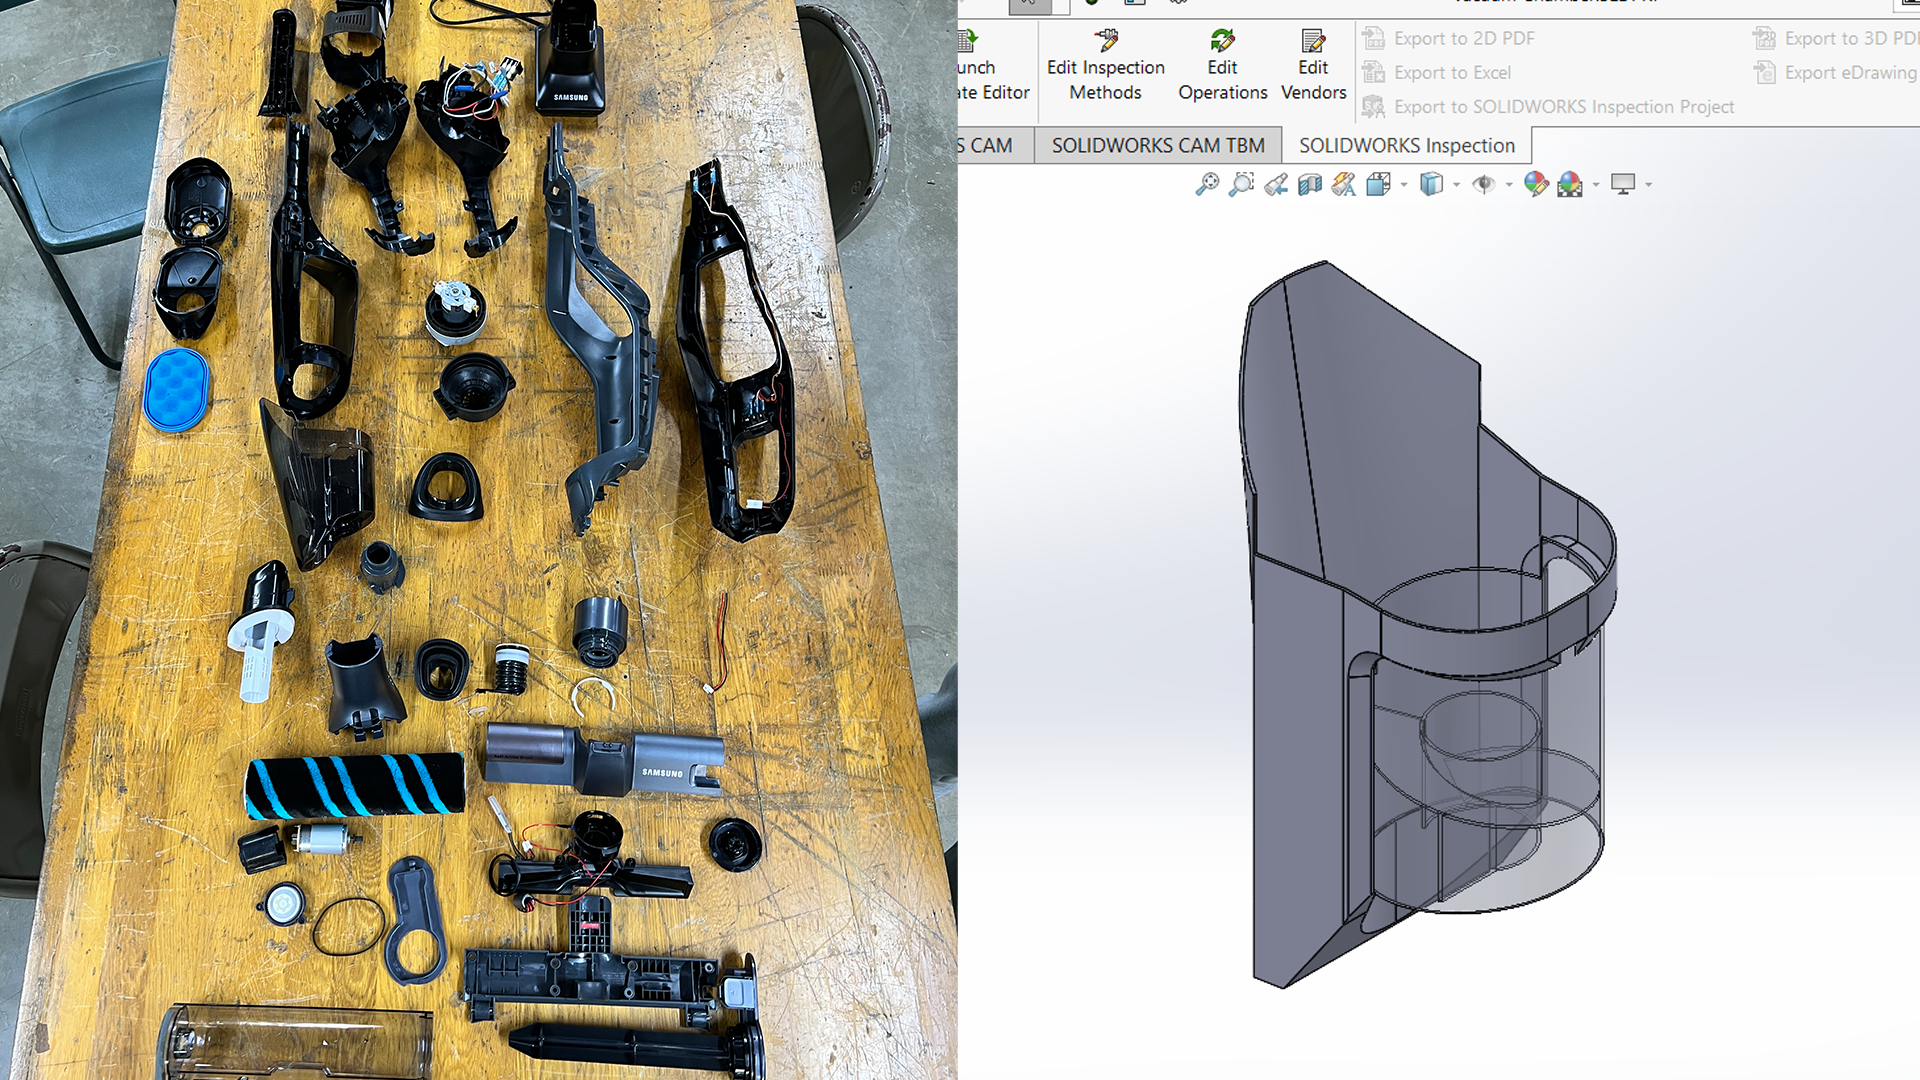 SAMSUNG
SAMSUNG
Edit Inspection
Methods
Edit
Operations
Edit
Vendors
unch
ate Editor
Export to 2D PDF
Export to Excel
Export to SOLIDWORKS Inspection Project
Export to 3D PDF
Export eDrawing
S CAM
SOLIDWORKS CAM TBM
SOLIDWORKS Inspection